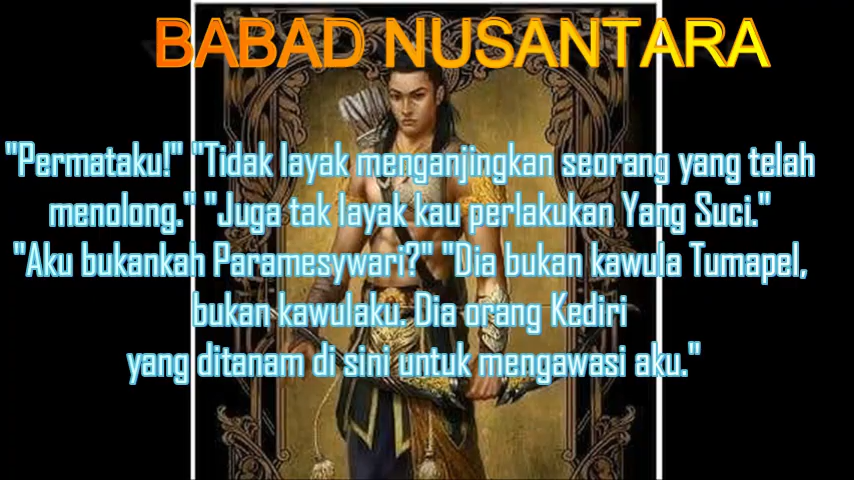 BABAD NUSANTARA
"Permataku!" "Tidak layak menganjingkan seorang yang telah
menolong." "Juga tak layak kau perlakukan Yang Suci."
"Aku bukankah Paramesywari?" "Dia bukan kawula Tumapel,
bukan kawulaku. Dia orang Kediri
yang ditanam di sini untuk mengawasi aku."